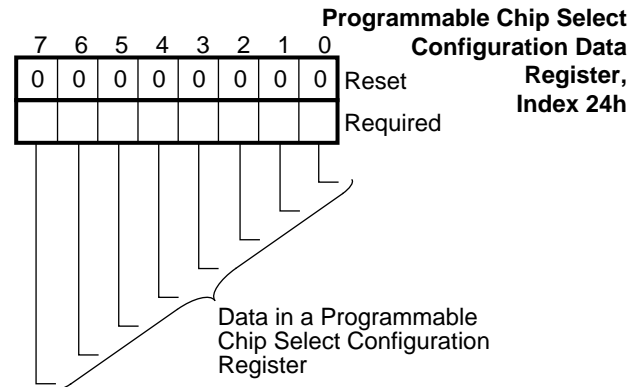 Programmable Chip Select
Configuration Data
Register,
Index 24h
7 6 5 4 3 2 1 0
0 0 0 0 0 0 0 0 Reset
Required
Data in a Programmable
Chip Select Configuration
Register